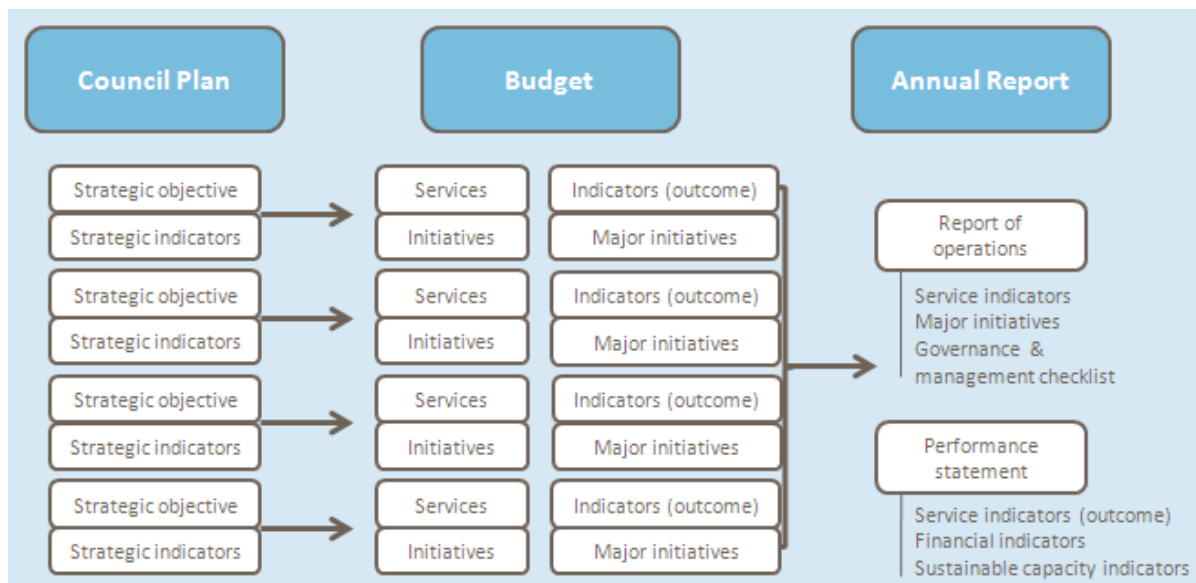 Council Plan
Budget
Annual Report
Strategic objective
Strategic indicators
Services
Initiatives
Indicators (outcome)
Major initiatives
Strategic objective
Strategic indicators
Services
Initiatives
Indicators (outcome)
Major initiatives
Strategic objective
Strategic indicators
Services
Initiatives
Indicators (outcome)
Major initiatives
Strategic objective
Strategic indicators
Services
Initiatives
Indicators (outcome)
Major initiatives
Report of
operations
Service indicators
Major initiatives
Governance &
management checklist
Performance
statement
Service indicators (outcome)
Financial indicators
Sustainable capacity indicators